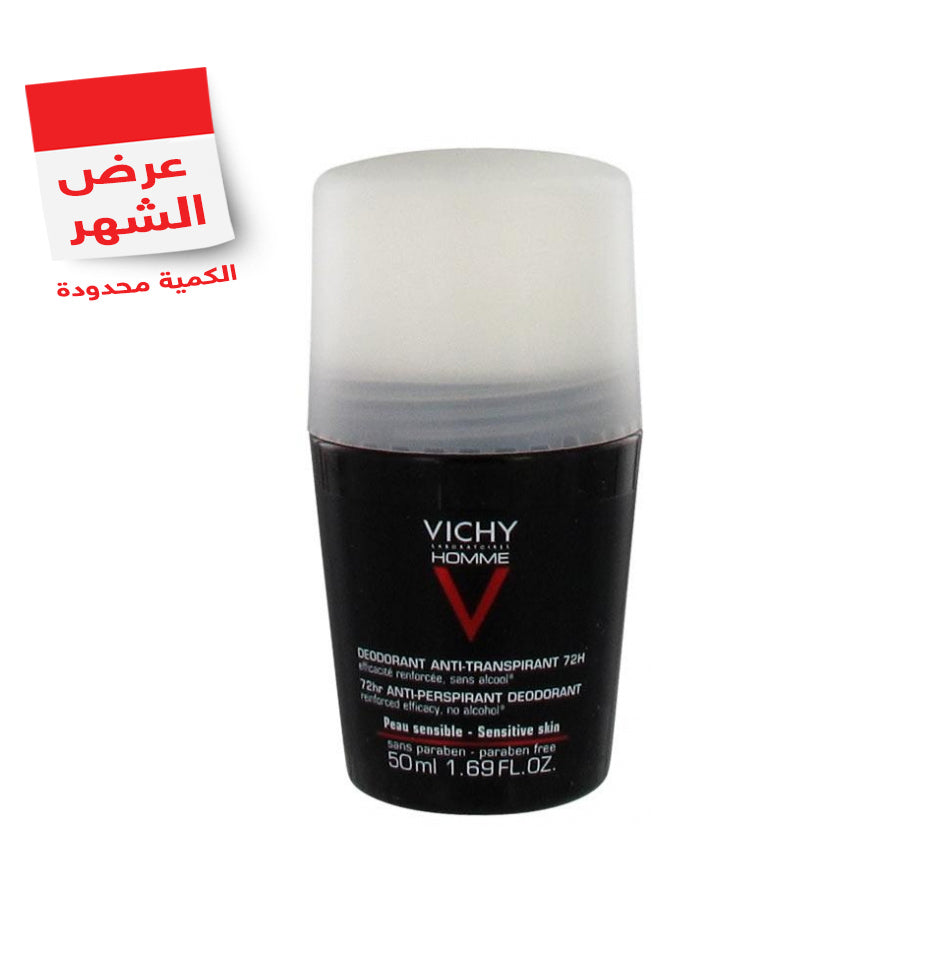 عرض
الشهر
الكمية محدودة
VICHY
LABORATOIRES
HOMME
V
DEODORANT ANTI-TRANSPIRANT 72H
efficacité renforcée, sans alcool*
72hr ANTI-PERSPIRANT DEODORANT
reinforced efficacy, no alcohol*
Peau sensible - Sensitive skin
sans paraben - paraben free
50ml 1.69FL.OZ.